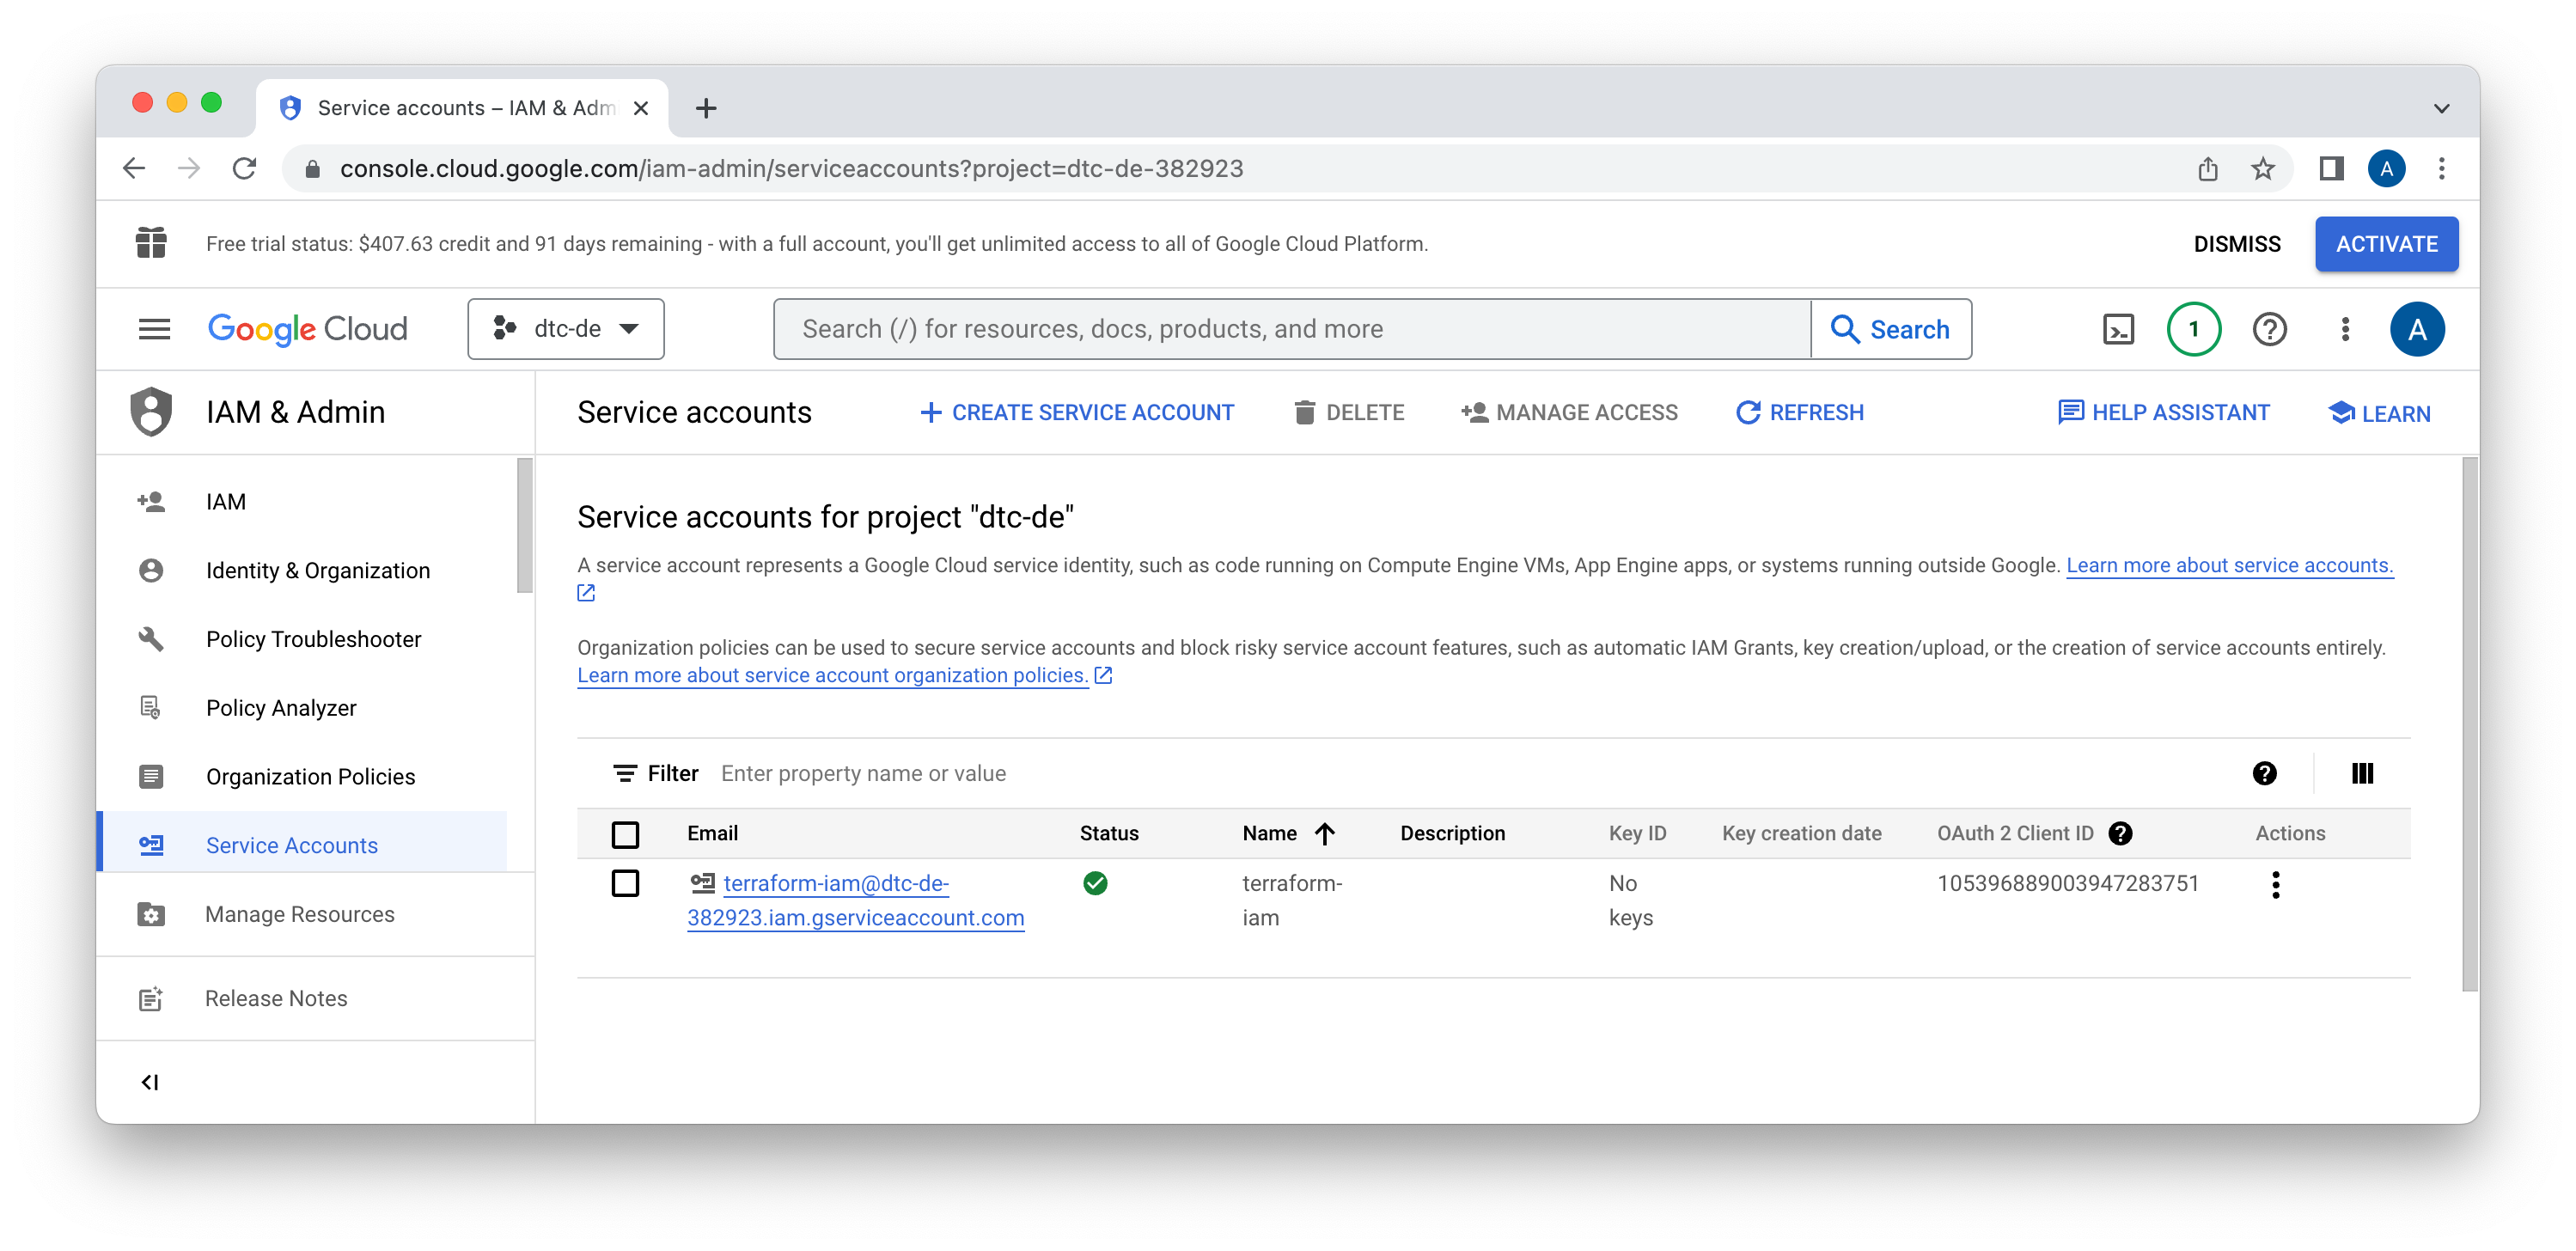 Service accounts – IAM & Adm
console.cloud.google.com/iam-admin/serviceaccounts?project=dtc-de-382923
A
Free trial status: $407.63 credit and 91 days remaining - with a full account, you'll get unlimited access to all of Google Cloud Platform.
DISMISS
ACTIVATE
Google Cloud
dtc-de
Search (/) for resources, docs, products, and more
Search
1
A
IAM & Admin
Service accounts
CREATE SERVICE ACCOUNT
DELETE
MANAGE ACCESS
REFRESH
HELP ASSISTANT
LEARN
IAM
Identity & Organization
Policy Troubleshooter
Policy Analyzer
Organization Policies
Service Accounts
Manage Resources
Release Notes
Service accounts for project "dtc-de"
A service account represents a Google Cloud service identity, such as code running on Compute Engine VMs, App Engine apps, or systems running outside Google. Learn more about service accounts.
Organization policies can be used to secure service accounts and block risky service account features, such as automatic IAM Grants, key creation/upload, or the creation of service accounts entirely.
Learn more about service account organization policies.
Filter Enter property name or value
Email Status Name Description Key ID Key creation date OAuth 2 Client ID Actions
terraform-iam@dtc-de- terraform- No 105396889003947283751
382923.iam.gserviceaccount.com iam keys